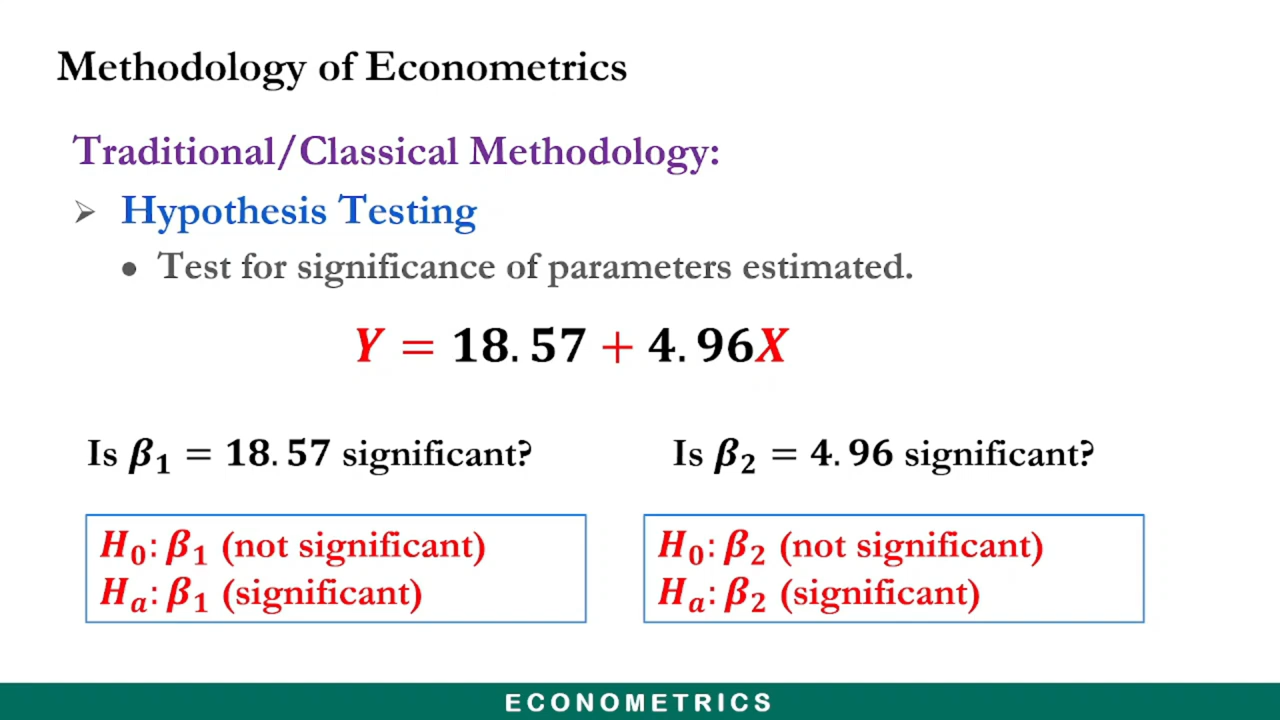 Methodology of Econometrics
Traditional/Classical Methodology:
➢ Hypothesis Testing
• Test for significance of parameters estimated.
Y = 18.57 + 4.96X
Is β₁ = 18.57 significant?
Is β₂ = 4.96 significant?
H₀: β₁ (not significant)
Hₐ: β₁ (significant)
H₀: β₂ (not significant)
Hₐ: β₂ (significant)
ECONOMETRICS